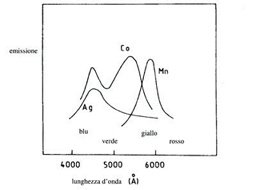 emissione
Co
Mn
Ag
blu
giallo
verde
rosso
4000 5000 6000
lunghezza d'onda (Å)